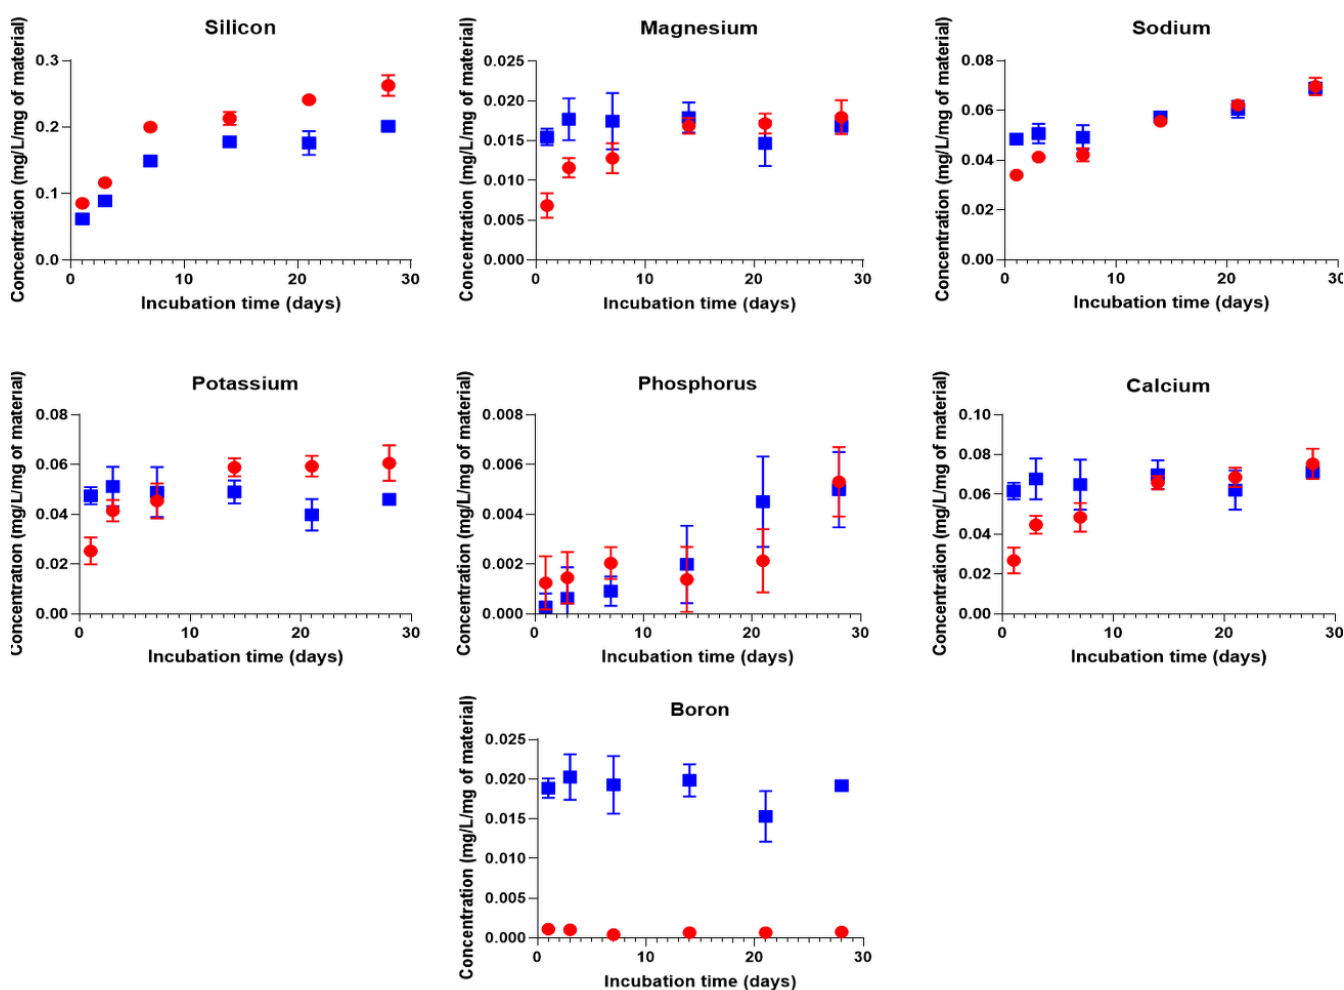 Silicon
Concentration (mg/L/mg of material)
0.3
0.2
0.1
0.0
0 10 20 30
Incubation time (days)
Magnesium
Concentration (mg/L/mg of material)
0.025
0.020
0.015
0.010
0.005
0.000
0 10 20 30
Incubation time (days)
Sodium
Concentration (mg/L/mg of material)
0.08
0.06
0.04
0.02
0.00
0 10 20 30
Incubation time (days)
Potassium
Concentration (mg/L/mg of material)
0.08
0.06
0.04
0.02
0.00
0 10 20 30
Incubation time (days)
Phosphorus
Concentration (mg/L/mg of material)
0.008
0.006
0.004
0.002
0.000
0 10 20 30
Incubation time (days)
Calcium
Concentration (mg/L/mg of material)
0.10
0.08
0.06
0.04
0.02
0.00
0 10 20 30
Incubation time (days)
Boron
Concentration (mg/L/mg of material)
0.025
0.020
0.015
0.010
0.005
0.000
0 10 20 30
Incubation time (days)